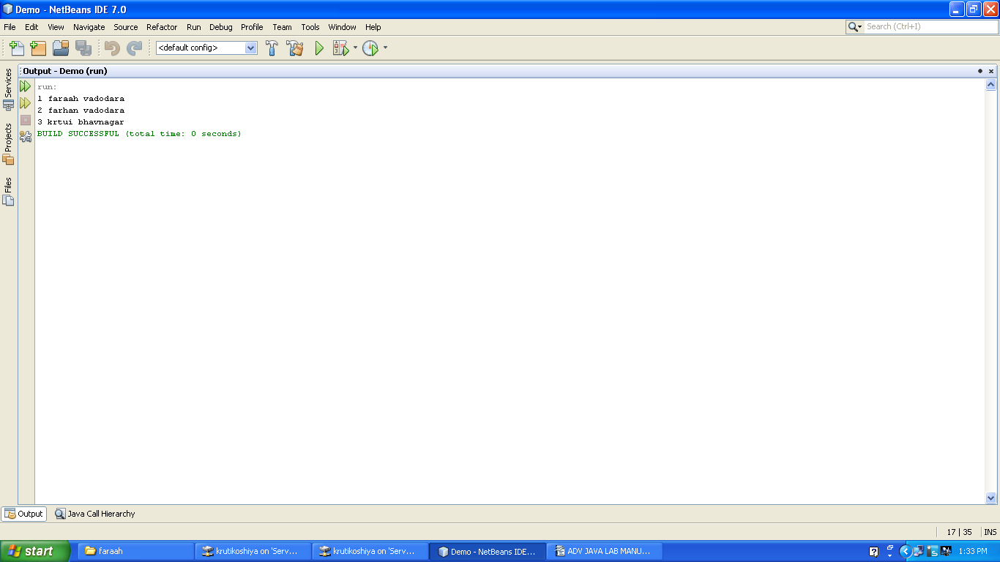 Demo - NetBeans IDE 7.0
File Edit View Navigate Source Refactor Run Debug Profile Team Tools Window Help
Search (Ctrl+I)
<default config>
Output - Demo (run)
Services
Projects
Files
run:
1 faraah vadodara
2 farhan vadodara
3 krtui bhavnagar
BUILD SUCCESSFUL (total time: 0 seconds)
Output Java Call Hierarchy
17 | 35 INS
start faraah krutikoshiya on 'Serv... krutikoshiya on 'Serv... Demo - NetBeans IDE... ADV JAVA LAB MANU... 1:33 PM